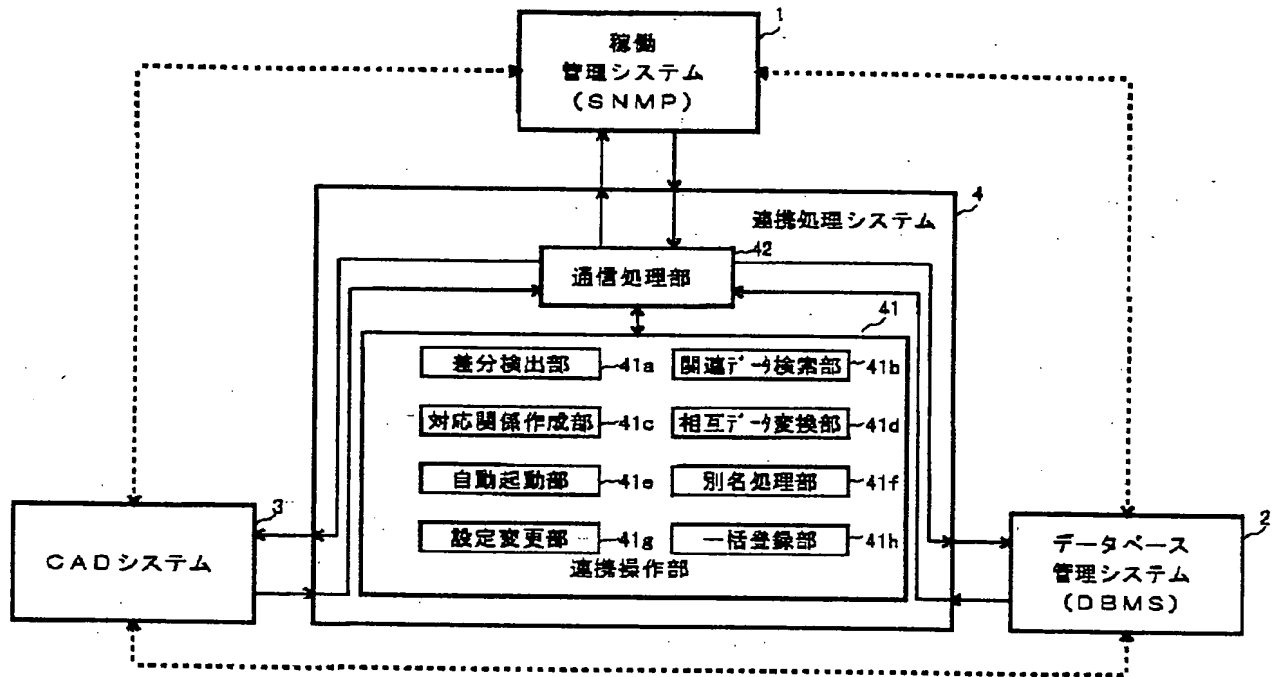 1
稼働
管理システム
(SNMP)
4
連携処理システム
42
通信処理部
41
差分検出部 41a 関連データ検索部 41b
対応関係作成部 41c 相互データ変換部 41d
自動起動部 41e 別名処理部 41f
設定変更部 41g 一括登録部 41h
連携操作部
3
CADシステム
2
データベース
管理システム
(DBMS)